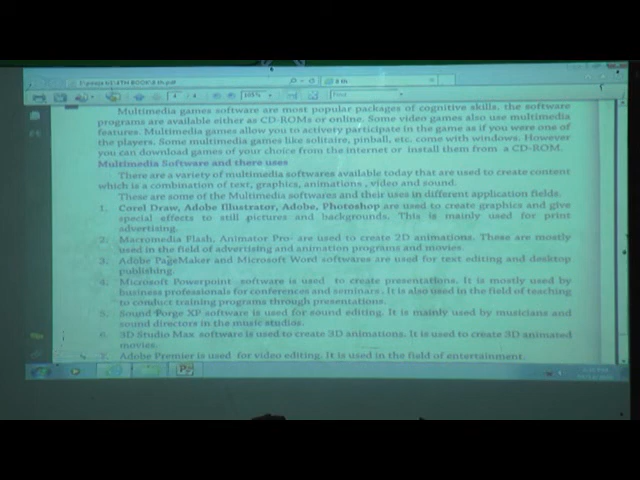 8 th
105%
Find
Multimedia games software are most popular packages of cognitive skills, the software
programs are available either as CD-ROMs or online. Some video games also use multimedia
features. Multimedia games allow you to activery participate in the game as if you were one of
the players. Some multimedia games like solitaire, pinball, etc. come with windows. However
you can download games of your choice from the internet or install them from a CD-ROM.
Multimedia Software and there uses
There are a variety of multimedia softwares available today that are used to create content
which is a combination of text, graphics, animations , video and sound.
These are some of the Multimedia softwares and their uses in different application fields.
1. Corel Draw, Adobe Illustrator, Adobe, Photoshop are used to create graphics and give
special effects to still pictures and backgrounds. This is mainly used for print
advertising.
2. Macromedia Flash, Animator Pro- are used to create 2D animations. These are mostly
used in the field of advertising and animation programs and movies.
3. Adobe PageMaker and Microsoft Word softwares are used for text editing and desktop
publishing.
4. Microsoft Powerpoint software is used to create presentations. It is mostly used by
business professionals for conferences and seminars. It is also used in the field of teaching
to conduct training programs through presentations.
5. Sound Forge XP software is used for sound editing. It is mainly used by musicians and
sound directors in the music studios.
6. 3D Studio Max software is used to create 3D animations. It is used to create 3D animated
movies.
7. Adobe Premier is used for video editing. It is used in the field of entertainment.